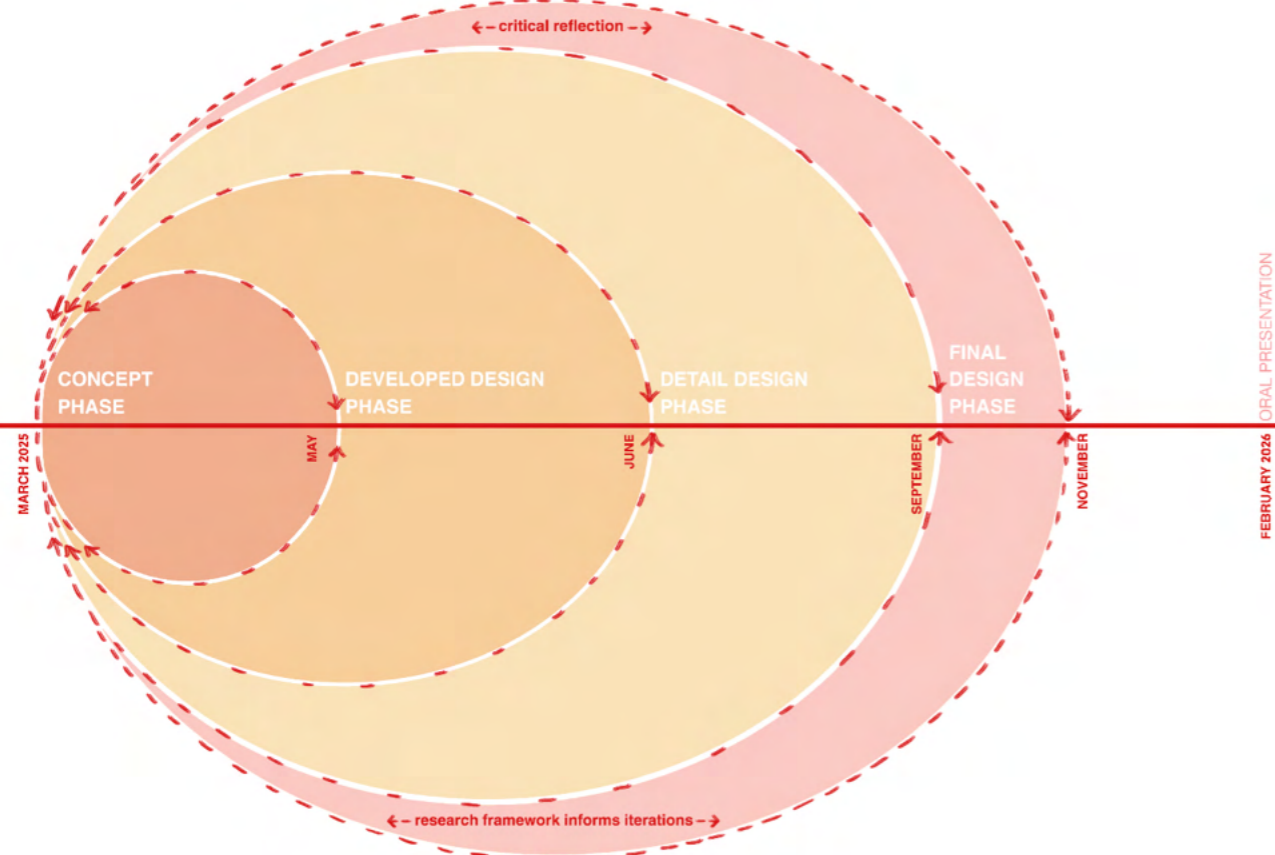 critical reflection
CONCEPT
PHASE
DEVELOPED DESIGN
PHASE
DETAIL DESIGN
PHASE
FINAL
DESIGN
PHASE
MARCH 2025
MAY
JUNE
SEPTEMBER
NOVEMBER
FEBRUARY 2026 ORAL PRESENTATION
research framework informs iterations